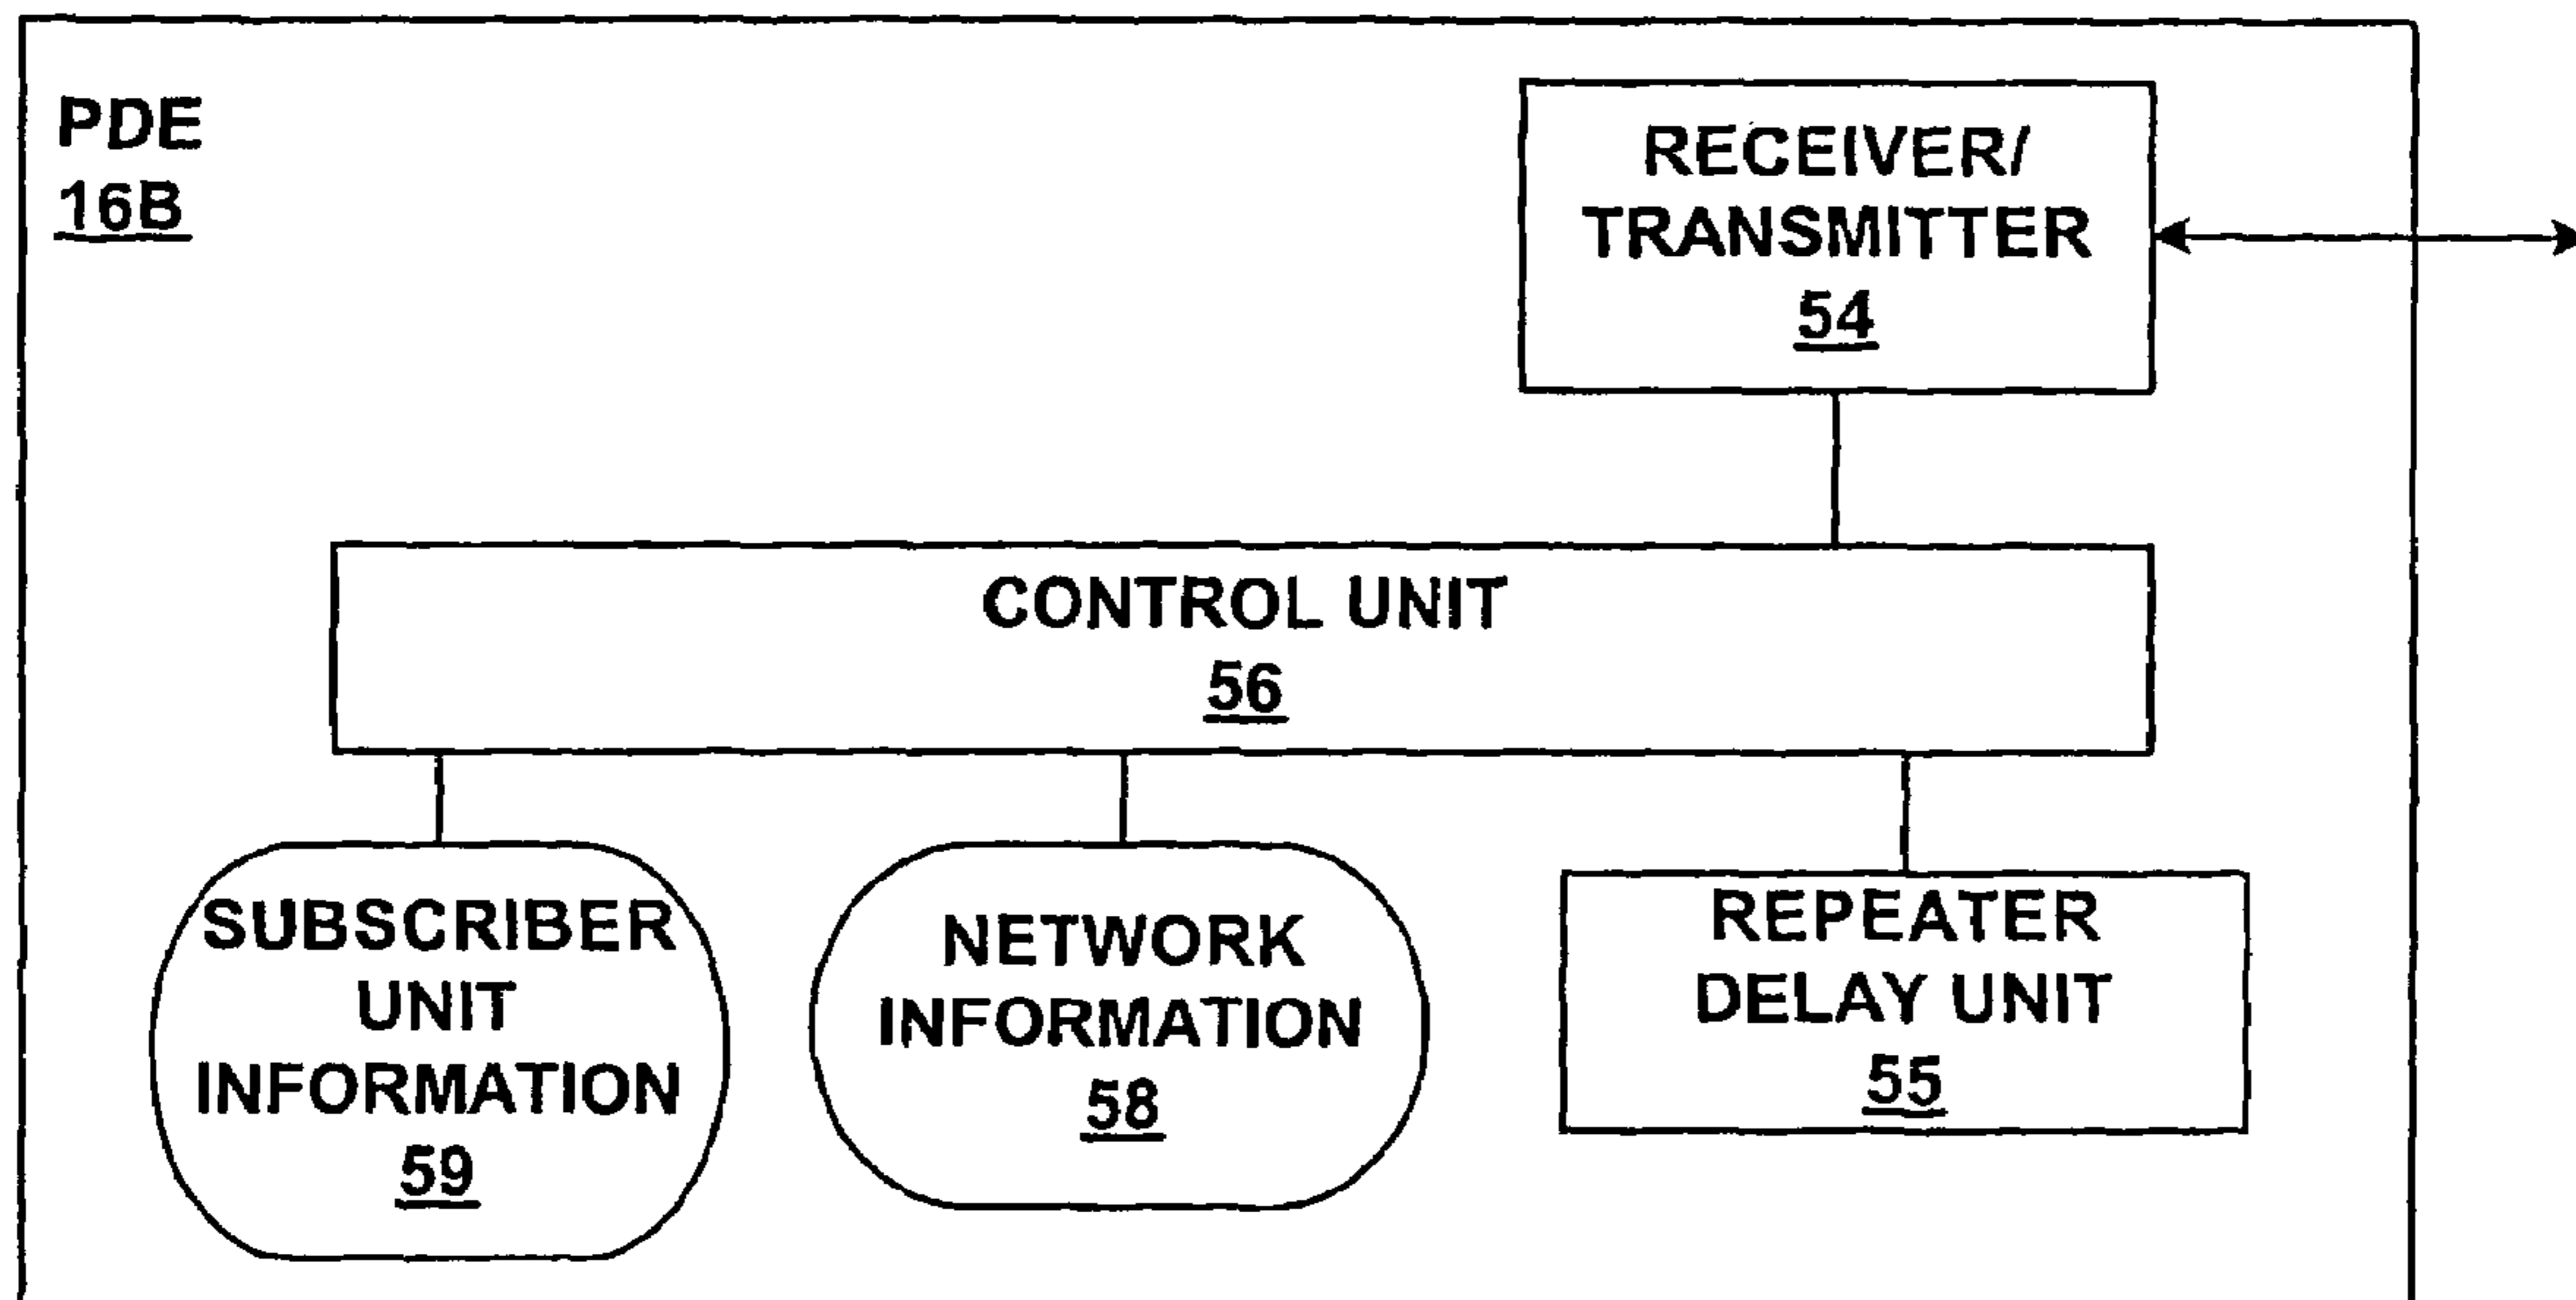 PDE
16B
RECEIVER/
TRANSMITTER
54
CONTROL UNIT
56
SUBSCRIBER
UNIT
INFORMATION
59
NETWORK
INFORMATION
58
REPEATER
DELAY UNIT
55